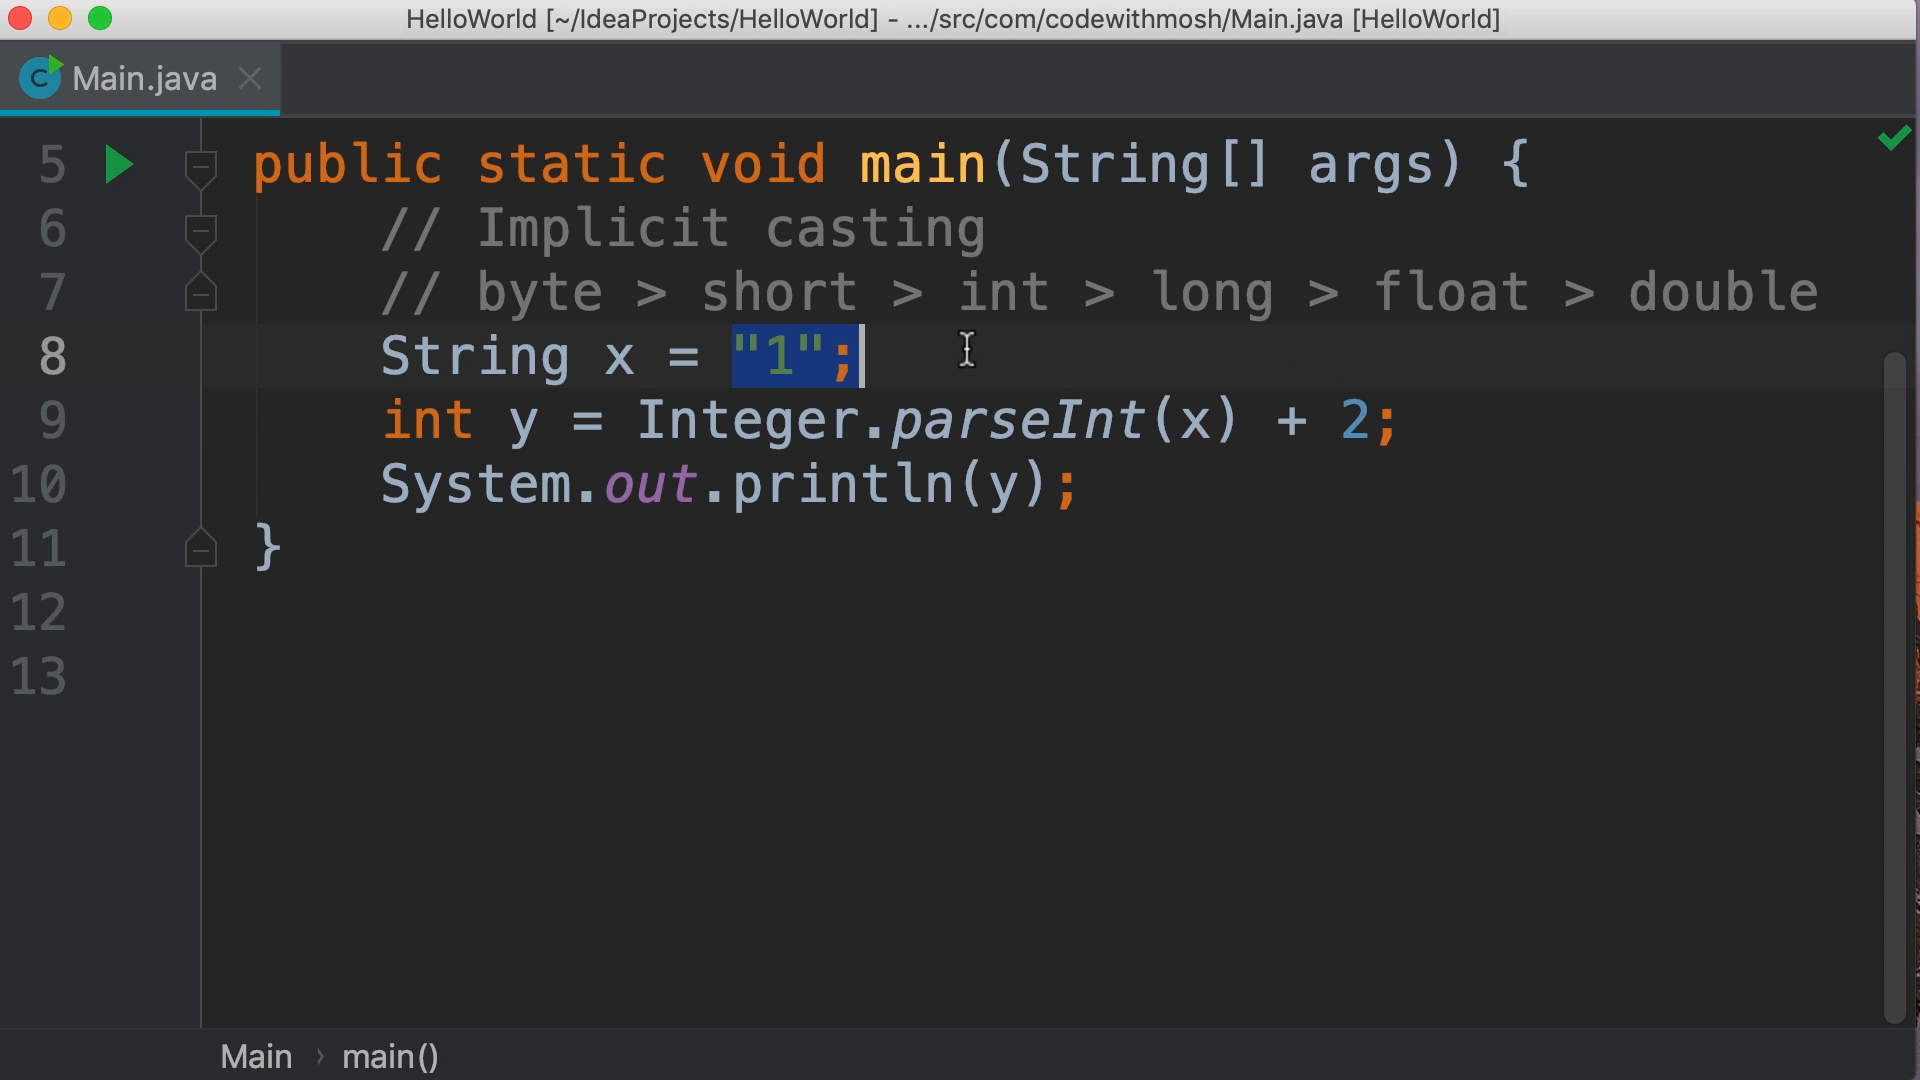 HelloWorld [~/IdeaProjects/HelloWorld] - .../src/com/codewithmosh/Main.java [HelloWorld]
C Main.java
5 public static void main(String[] args) {
6 // Implicit casting
7 // byte > short > int > long > float > double
8 String x = "1";
9 int y = Integer.parseInt(x) + 2;
10 System.out.println(y);
11 }
12
13
Main › main()